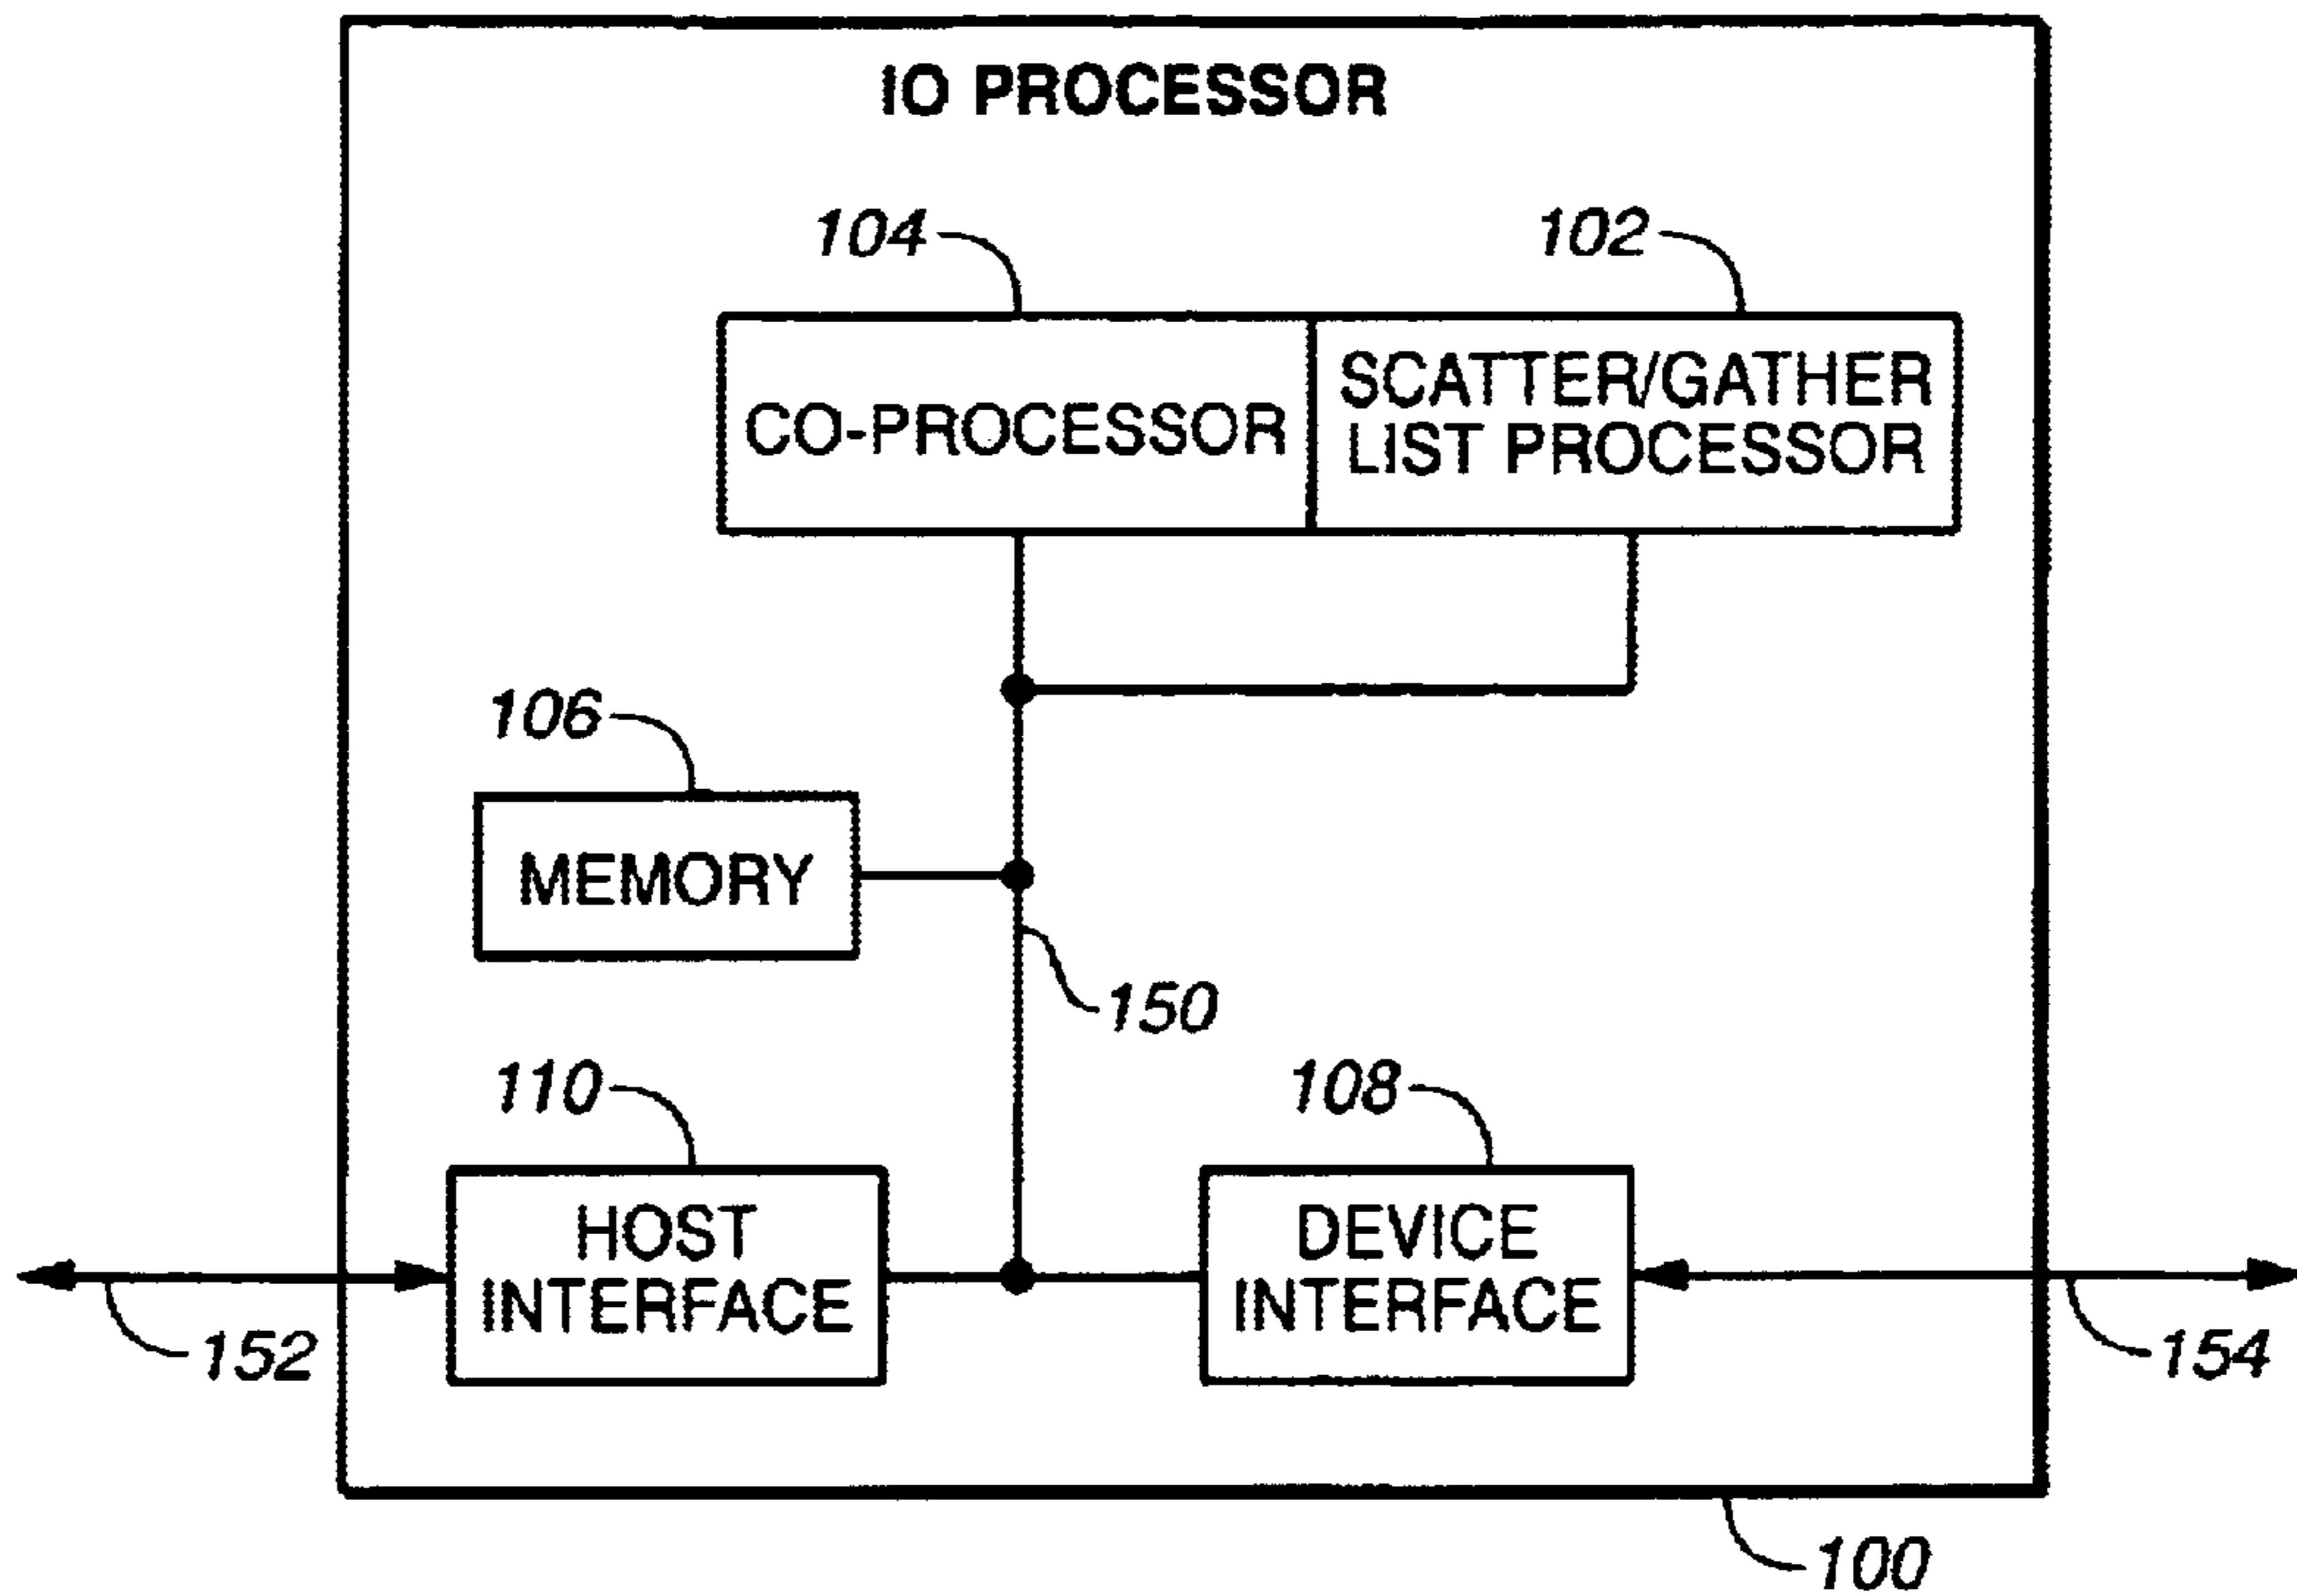 IO PROCESSOR
104
102
CO-PROCESSOR
SCATTER/GATHER
LIST PROCESSOR
106
MEMORY
150
110
108
HOST
INTERFACE
DEVICE
INTERFACE
152
154
100